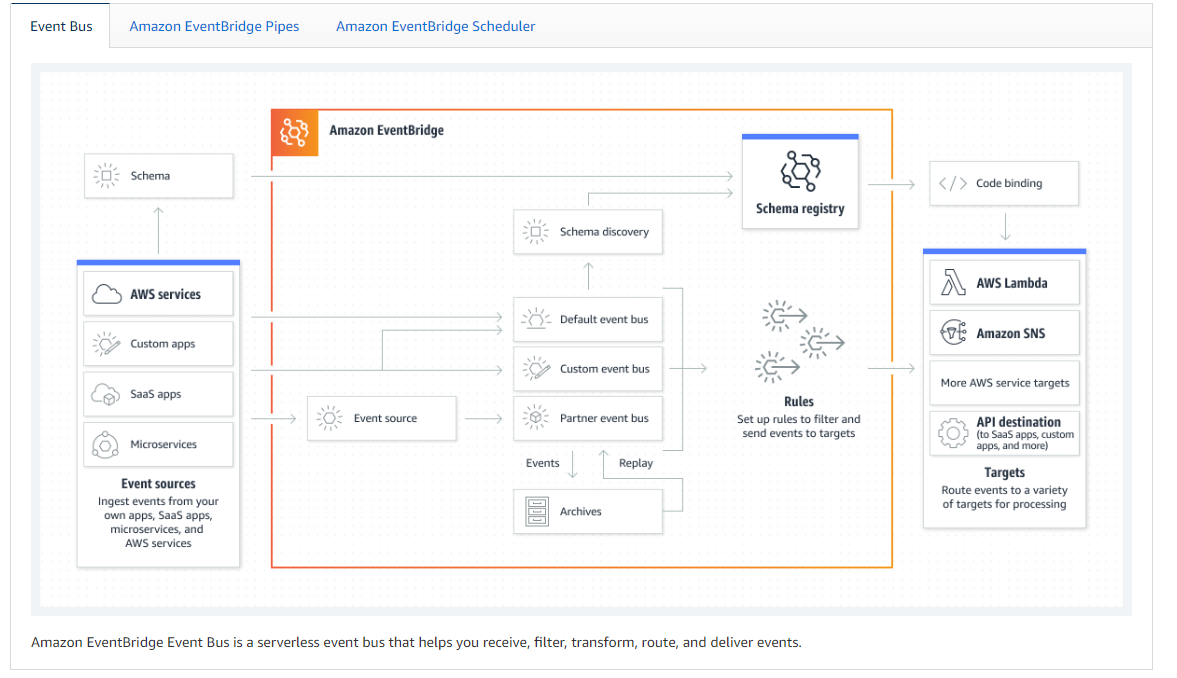 Event Bus
Amazon EventBridge Pipes
Amazon EventBridge Scheduler
Amazon EventBridge
Schema
Schema registry
Code binding
Schema discovery
AWS services
Custom apps
SaaS apps
Microservices
Event sources
Ingest events from your
own apps, SaaS apps,
microservices, and
AWS services
Event source
Default event bus
Custom event bus
Partner event bus
Events
Replay
Archives
Rules
Set up rules to filter and
send events to targets
AWS Lambda
Amazon SNS
More AWS service targets
API destination
(to SaaS apps, custom
apps, and more)
Targets
Route events to a variety
of targets for processing
Amazon EventBridge Event Bus is a serverless event bus that helps you receive, filter, transform, route, and deliver events.